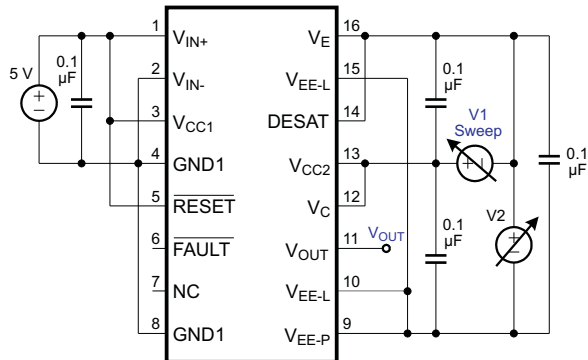 1 V_IN+ V_E 16
2 V_IN- V_EE-L 15
3 V_CC1 DESAT 14
4 GND1 V_CC2 13
5 RESET V_C 12
6 FAULT V_OUT 11
7 NC V_EE-L 10
8 GND1 V_EE-P 9
5 V
+
−
0.1
µF
0.1
µF
V1
Sweep
+ −
0.1
µF
V_OUT
0.1
µF
V2
+
−